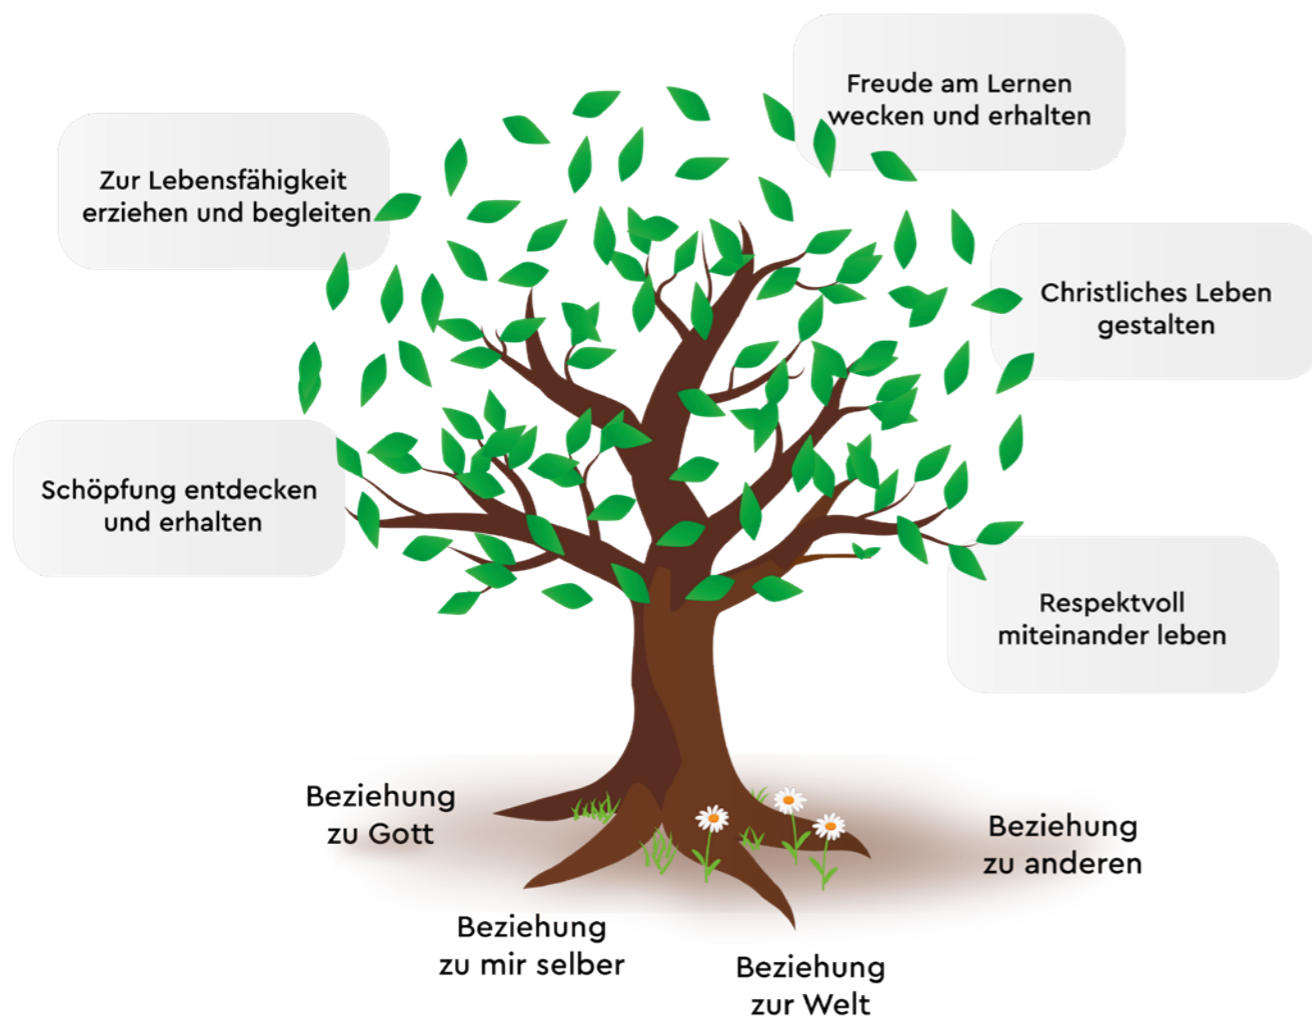 Freude am Lernen
wecken und erhalten
Zur Lebensfähigkeit
erziehen und begleiten
Christliches Leben
gestalten
Schöpfung entdecken
und erhalten
Respektvoll
miteinander leben
Beziehung
zu Gott
Beziehung
zu anderen
Beziehung
zu mir selber
Beziehung
zur Welt